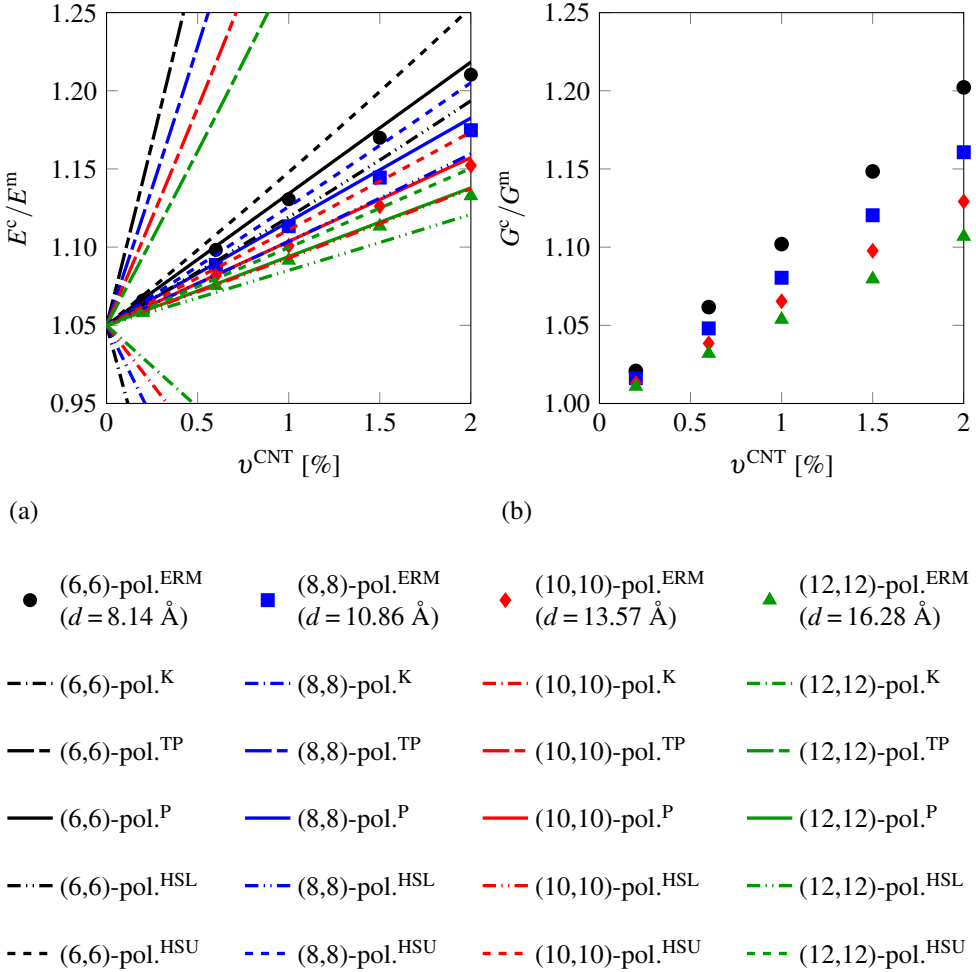 1.25
1.20
1.15
1.10
1.05
0.95
E^c/E^m
0 0.5 1 1.5 2
υ^CNT [%]
(a)
1.25
1.20
1.15
1.10
1.05
1.00
G^c/G^m
0 0.5 1 1.5 2
υ^CNT [%]
(b)
(6,6)-pol.^ERM (8,8)-pol.^ERM (10,10)-pol.^ERM (12,12)-pol.^ERM
(d = 8.14 Å) (d = 10.86 Å) (d = 13.57 Å) (d = 16.28 Å)
(6,6)-pol.^K (8,8)-pol.^K (10,10)-pol.^K (12,12)-pol.^K
(6,6)-pol.^TP (8,8)-pol.^TP (10,10)-pol.^TP (12,12)-pol.^TP
(6,6)-pol.^P (8,8)-pol.^P (10,10)-pol.^P (12,12)-pol.^P
(6,6)-pol.^HSL (8,8)-pol.^HSL (10,10)-pol.^HSL (12,12)-pol.^HSL
(6,6)-pol.^HSU (8,8)-pol.^HSU (10,10)-pol.^HSU (12,12)-pol.^HSU